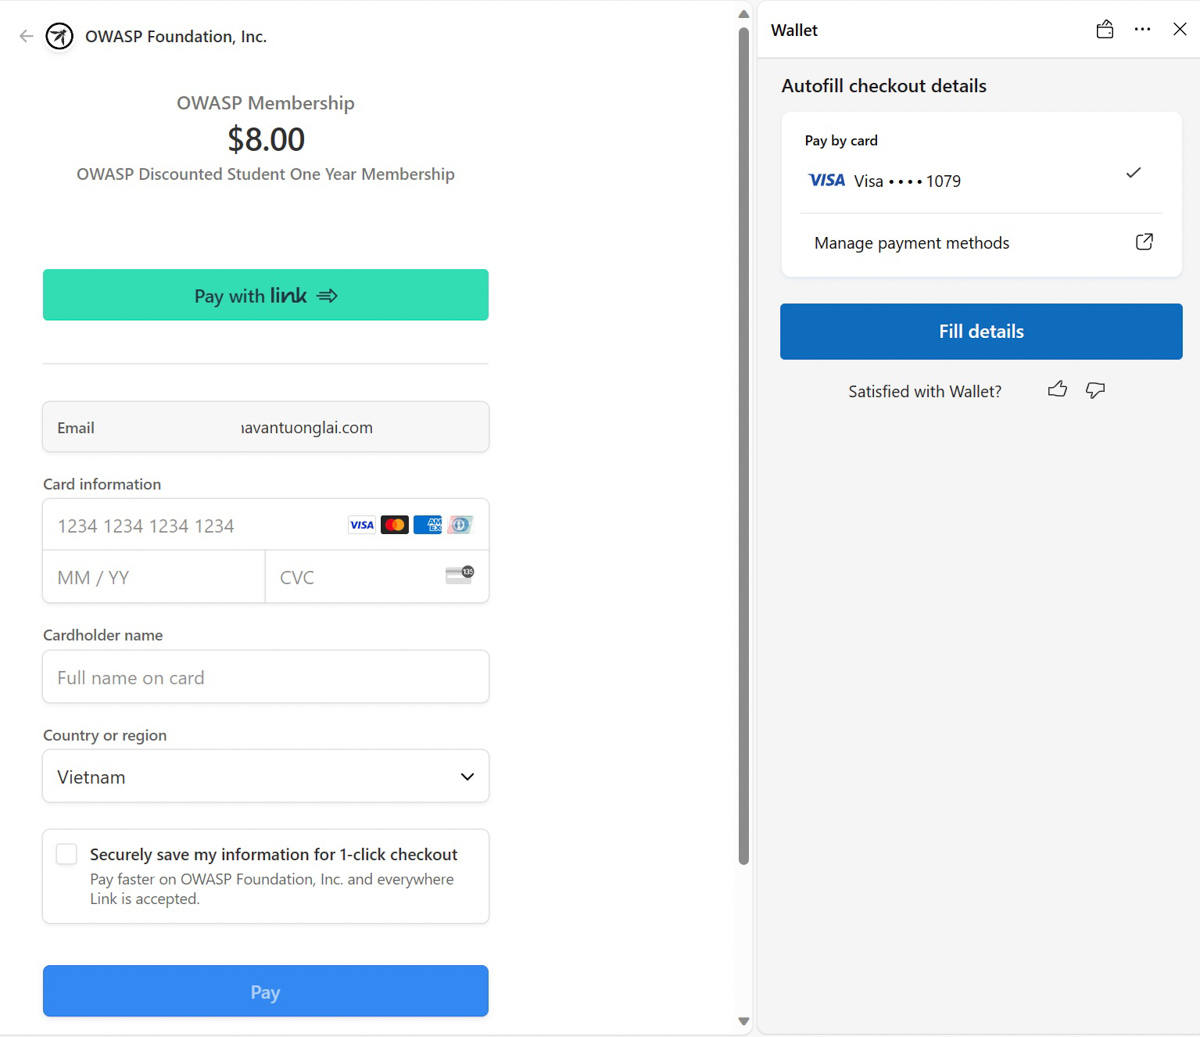 OWASP Foundation, Inc.
OWASP Membership
$8.00
OWASP Discounted Student One Year Membership
Pay with link
Email
avantuonglai.com
Card information
1234 1234 1234 1234
VISA
AM
EX
MM / YY
CVC
135
Cardholder name
Full name on card
Country or region
Vietnam
Securely save my information for 1-click checkout
Pay faster on OWASP Foundation, Inc. and everywhere
Link is accepted.
Pay
Wallet
Autofill checkout details
Pay by card
VISA Visa •••• 1079
Manage payment methods
Fill details
Satisfied with Wallet?